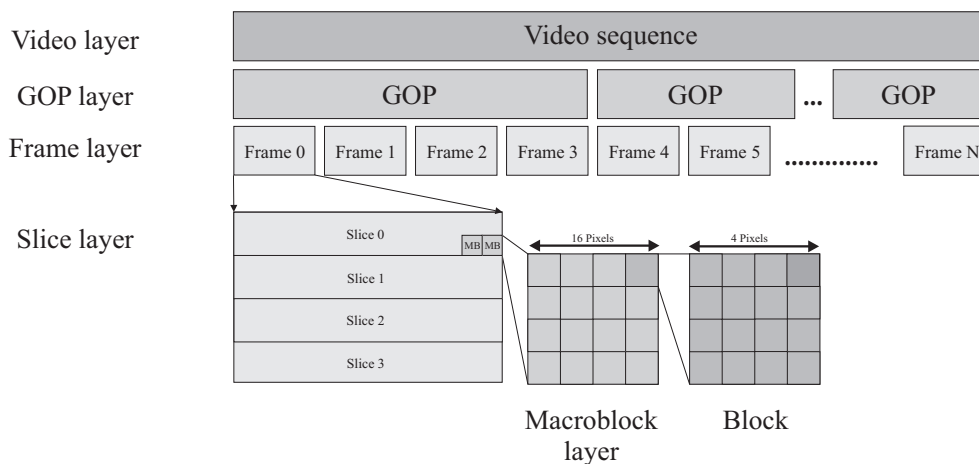 Video layer
Video sequence
GOP layer
GOP
GOP
...
GOP
Frame layer
Frame 0
Frame 1
Frame 2
Frame 3
Frame 4
Frame 5
..............
Frame N
Slice layer
Slice 0
MB
MB
Slice 1
Slice 2
Slice 3
16 Pixels
4 Pixels
Macroblock
layer
Block